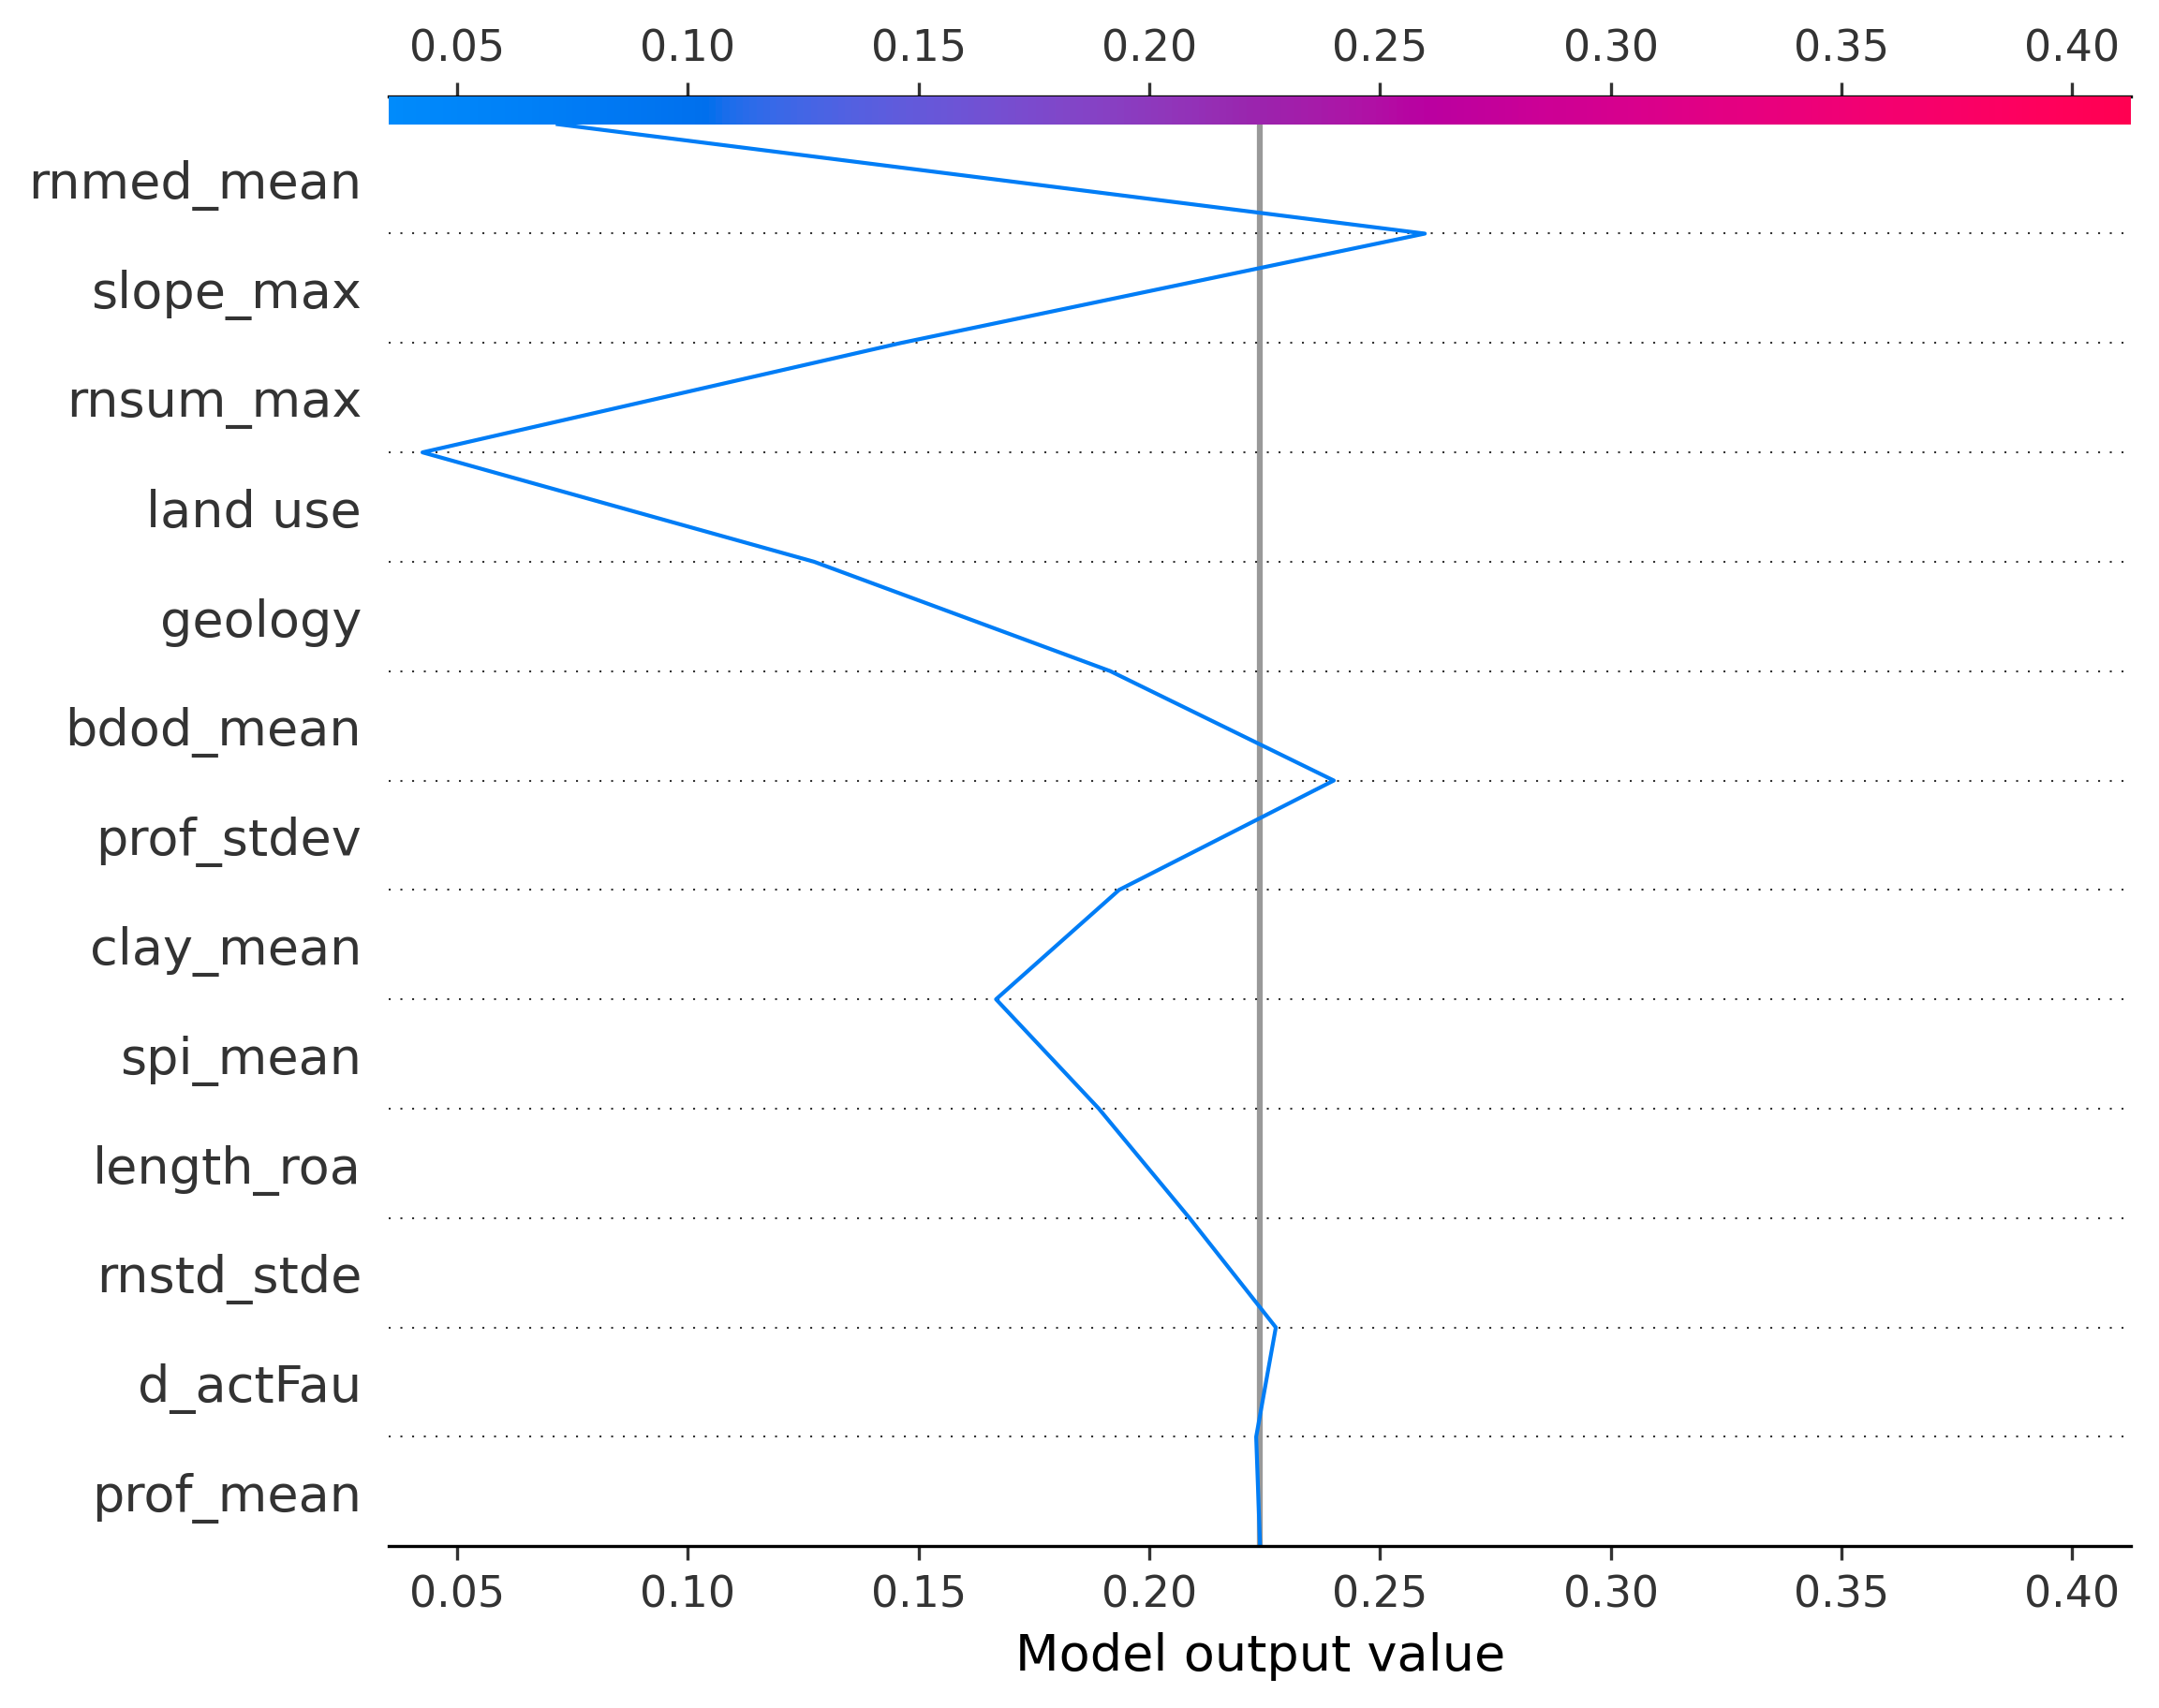 0.05 0.10 0.15 0.20 0.25 0.30 0.35 0.40
rnmed_mean
slope_max
rnsum_max
land use
geology
bdod_mean
prof_stdev
clay_mean
spi_mean
length_roa
rnstd_stde
d_actFau
prof_mean
0.05 0.10 0.15 0.20 0.25 0.30 0.35 0.40
Model output value